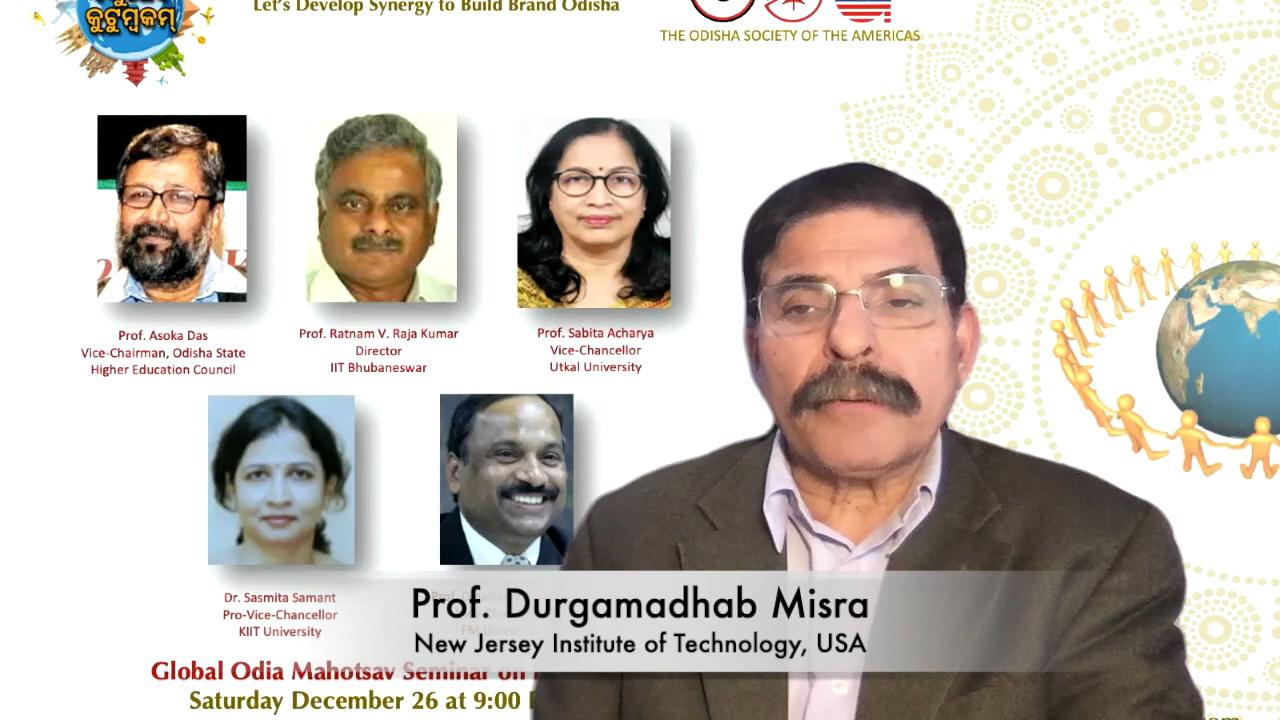 କୁଟୁମ୍ବକମ୍
Let's Develop Synergy to Build Brand Odisha
THE ODISHA SOCIETY OF THE AMERICAS
Prof. Asoka Das
Vice-Chairman, Odisha State
Higher Education Council
Prof. Ratnam V. Raja Kumar
Director
IIT Bhubaneswar
Prof. Sabita Acharya
Vice-Chancellor
Utkal University
Dr. Sasmita Samant
Pro-Vice-Chancellor
KIIT University
Prof. Durgamadhab Misra
New Jersey Institute of Technology, USA
Global Odia Mahotsav Seminar on
Saturday December 26 at 9:00